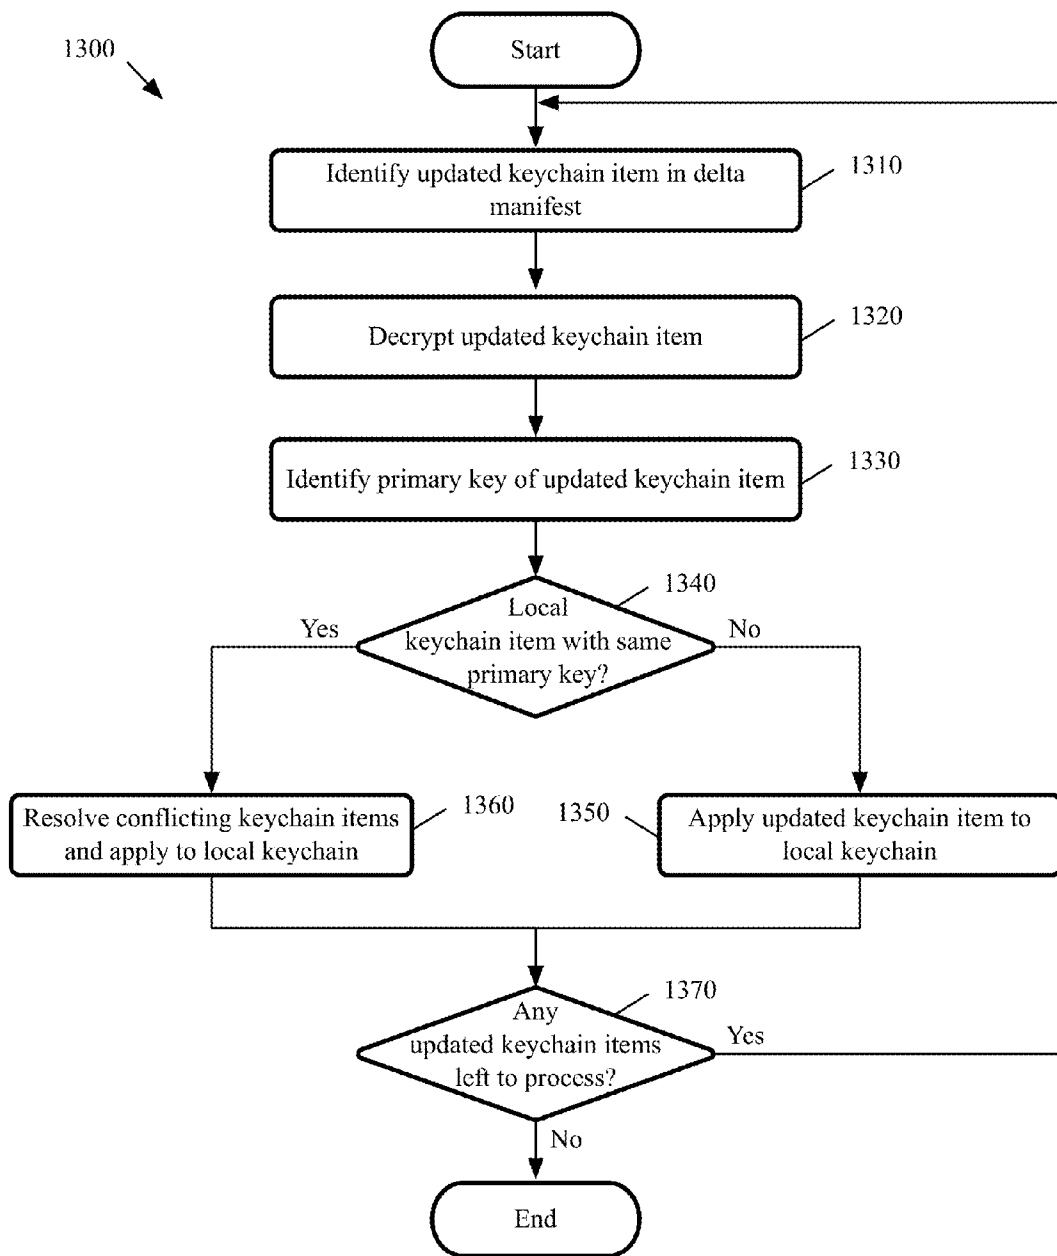 1300
Start
Identify updated keychain item in delta
manifest
1310
Decrypt updated keychain item
1320
Identify primary key of updated keychain item
1330
Local
keychain item with same
primary key?
1340
Yes
No
Resolve conflicting keychain items
and apply to local keychain
1360
1350
Apply updated keychain item to
local keychain
Any
updated keychain items
left to process?
1370
Yes
No
End